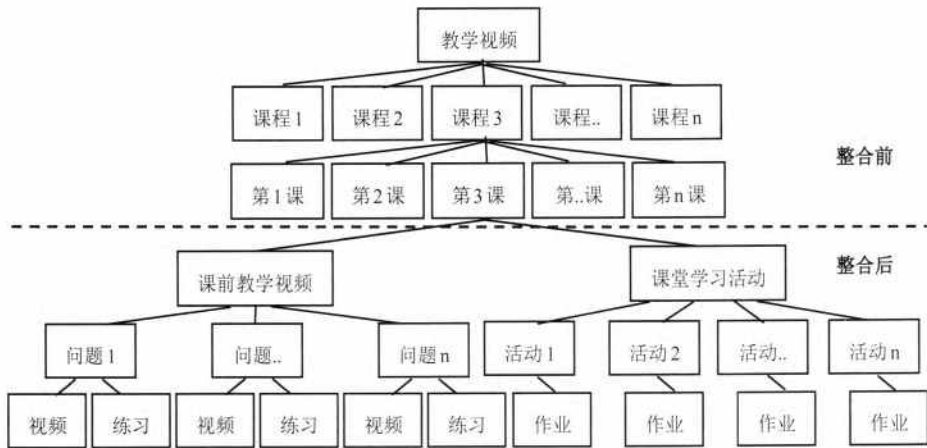 教学视频
课程1 课程2 课程3 课程.. 课程n
整合前
第1课 第2课 第3课 第..课 第n课
整合后
课前教学视频 课堂学习活动
问题1 问题.. 问题n 活动1 活动2 活动.. 活动n
视频 练习 视频 练习 视频 练习 作业 作业 作业 作业